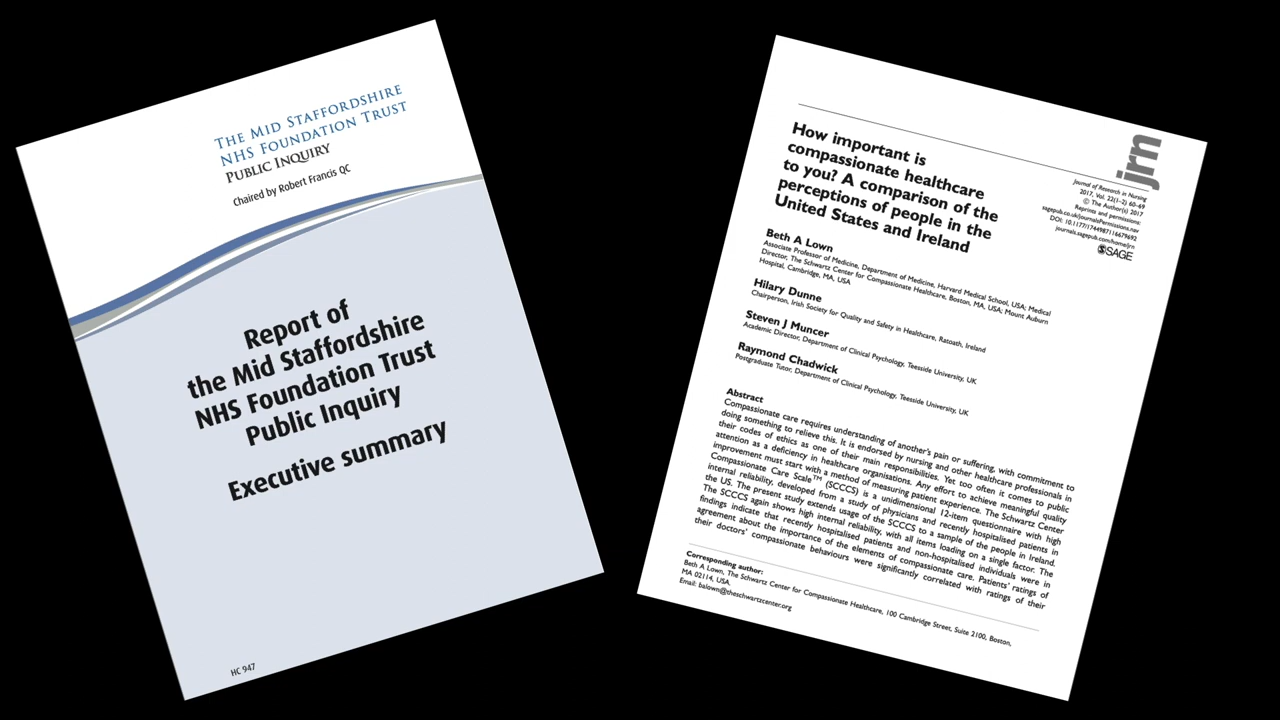 THE MID STAFFORDSHIRE
NHS FOUNDATION TRUST
PUBLIC INQUIRY
Chaired by Robert Francis QC
Report of
the Mid Staffordshire
NHS Foundation Trust
Public Inquiry
Executive summary
HC 947
How important is
compassionate healthcare
to you? A comparison of the
perceptions of people in the
United States and Ireland
jrn
Journal of Research in Nursing
2017, Vol. 22(1–2) 60–69
© The Author(s) 2017
Reprints and permissions:
sagepub.co.uk/journalsPermissions.nav
DOI: 10.1177/1744987116679692
journals.sagepub.com/home/jrn
SAGE
Beth A Lown
Associate Professor of Medicine, Department of Medicine, Harvard Medical School, USA; Medical
Director, The Schwartz Center for Compassionate Healthcare, Boston, MA, USA; Mount Auburn
Hospital, Cambridge, MA, USA
Hilary Dunne
Chairperson, Irish Society for Quality and Safety in Healthcare, Ratoath, Ireland
Steven J Muncer
Academic Director, Department of Clinical Psychology, Teesside University, UK
Raymond Chadwick
Postgraduate Tutor, Department of Clinical Psychology, Teesside University, UK
Abstract
Compassionate care requires understanding of another's pain or suffering, with commitment to
doing something to relieve this. It is endorsed by nursing and other healthcare professionals in
their codes of ethics as one of their main responsibilities. Yet too often it comes to public
attention as a deficiency in healthcare organisations. Any effort to achieve meaningful quality
improvement must start with a method of measuring patient experience. The Schwartz Center
Compassionate Care Scale™ (SCCCS) is a unidimensional 12-item questionnaire with high
internal reliability, developed from a study of physicians and recently hospitalised patients in
the US. The present study extends usage of the SCCCS to a sample of the people in Ireland.
The SCCCS again shows high internal reliability, with all items loading on a single factor. The
findings indicate that recently hospitalised patients and non-hospitalised individuals were in
agreement about the importance of the elements of compassionate care. Patients' ratings of
their doctors' compassionate behaviours were significantly correlated with ratings of their
Corresponding author:
Beth A Lown, The Schwartz Center for Compassionate Healthcare, 100 Cambridge Street, Suite 2100, Boston,
MA 02114, USA.
Email: balown@theschwartzcenter.org